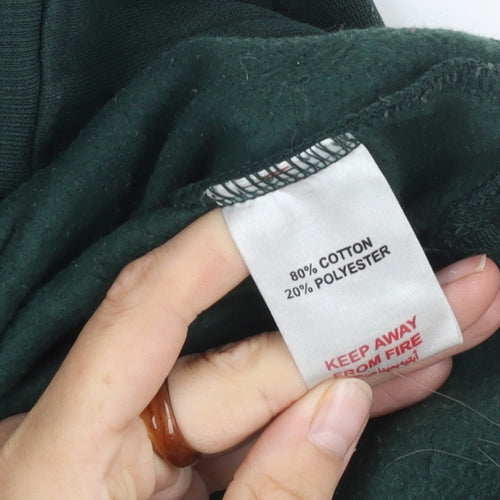 80% COTTON
20% POLYESTER
KEEP AWAY
FROM FIRE